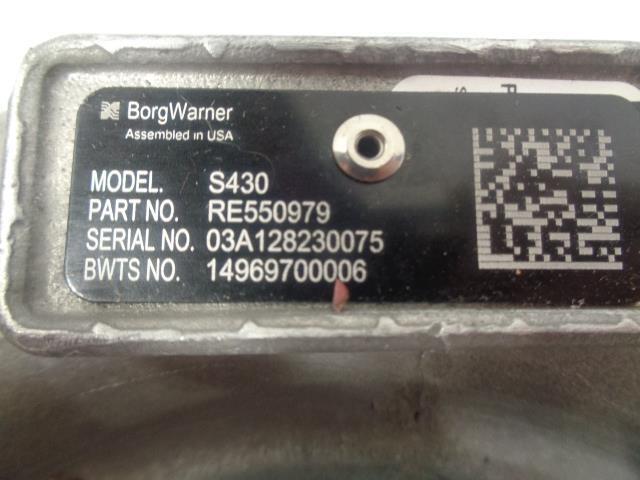 BorgWarner
Assembled in USA
MODEL. S430
PART NO. RE550979
SERIAL NO. 03A128230075
BWTS NO. 14969700006